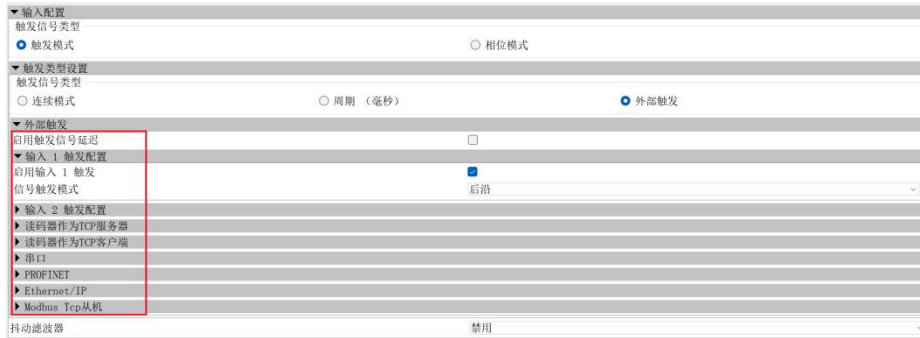 ▼输入配置
触发信号类型
触发模式 相位模式
▼触发类型设置
触发信号类型
连续模式 周期 （毫秒） 外部触发
▼外部触发
启用触发信号延迟
▼输入 1 触发配置
启用输入 1 触发
信号触发模式 后沿
▶输入 2 触发配置
▶读码器作为TCP服务器
▶读码器作为TCP客户端
▶串口
▶PROFINET
▶Ethernet/IP
▶Modbus Tcp从机
抖动滤波器 禁用